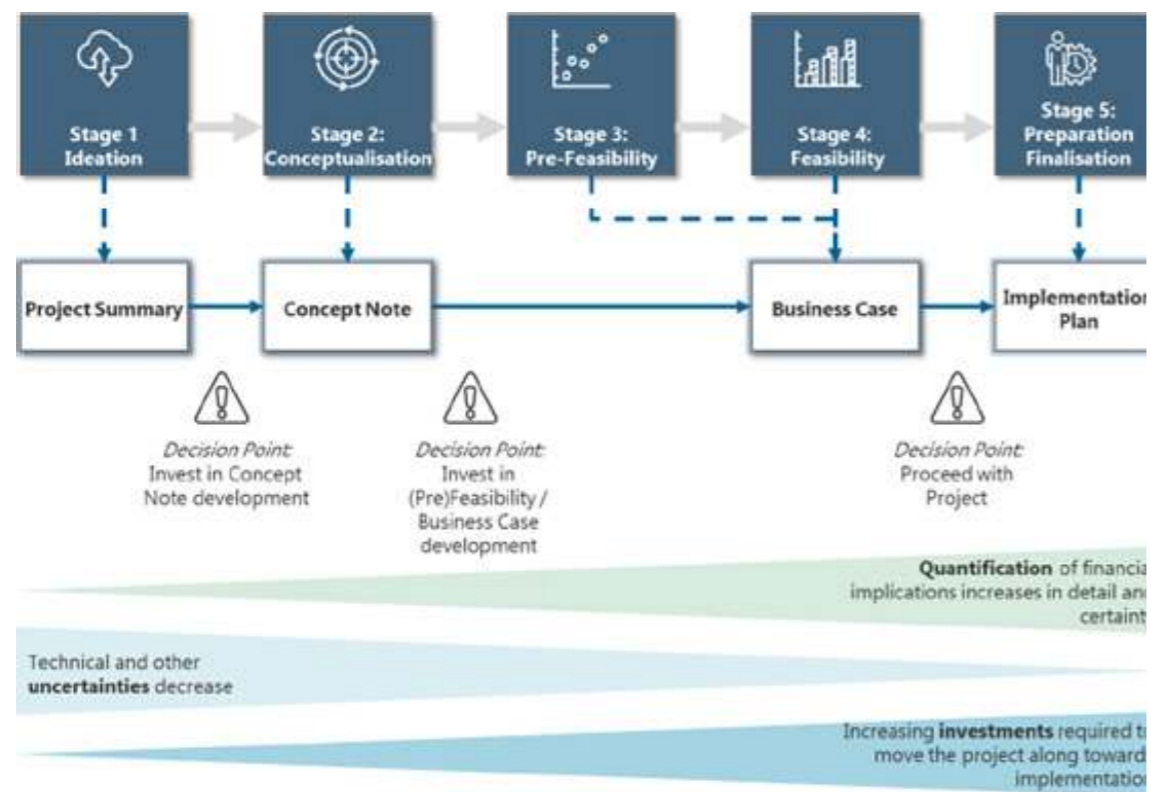 Stage 1
Ideation
Stage 2:
Conceptualisation
Stage 3:
Pre-Feasibility
Stage 4:
Feasibility
Stage 5:
Preparation
Finalisation
Project Summary
Concept Note
Business Case
Implementation
Plan
Decision Point:
Invest in Concept
Note development
Decision Point:
Invest in
(Pre)Feasibility /
Business Case
development
Decision Point:
Proceed with
Project
Quantification of financia
implications increases in detail an
certaint
Technical and other
uncertainties decrease
Increasing investments required t
move the project along toward
implementatio